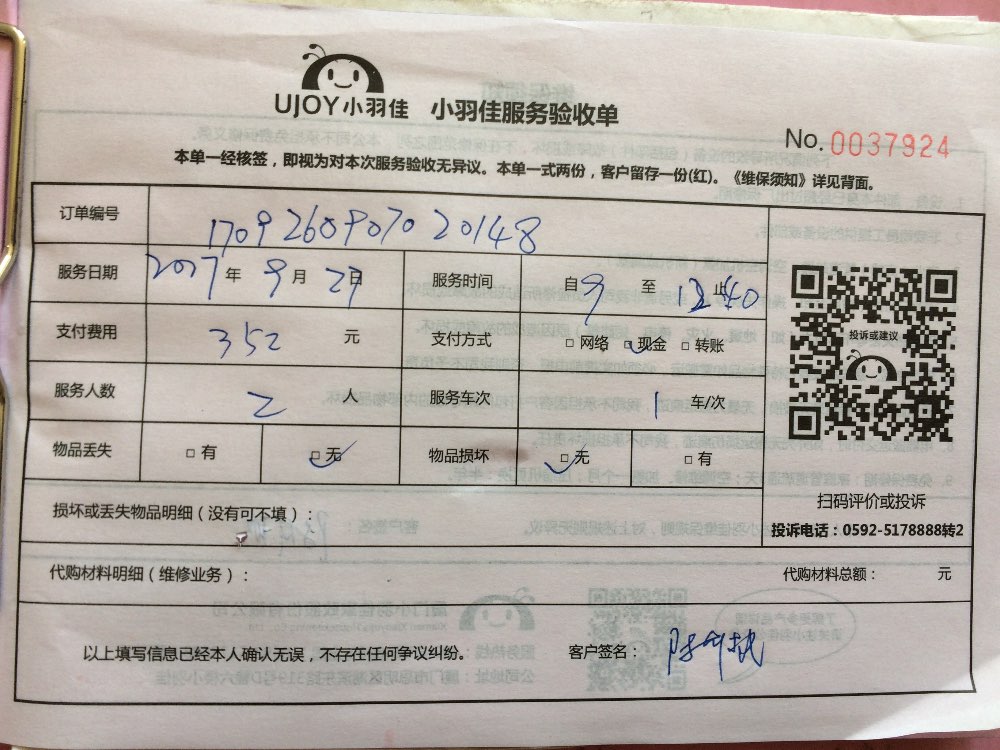 UJOY小羽佳 小羽佳服务验收单
No. 0037924
本单一经核签，即视为对本次服务验收无异议。本单一式两份，客户留存一份(红)。《维保须知》详见背面。
订单编号 1709260907020148
服务日期 2017年9月27日 服务时间 自9 至 12:40止
支付费用 352 元 支付方式 □网络 □现金 □转账
服务人数 2 人 服务车次 1 车/次
物品丢失 □有 □无 物品损坏 □无 □有
投诉或建议
扫码评价或投诉
投诉电话：0592-5178888转2
损坏或丢失物品明细（没有可不填）：
代购材料明细（维修业务）： 代购材料总额： 元
以上填写信息已经本人确认无误，不存在任何争议纠纷。 客户签名：